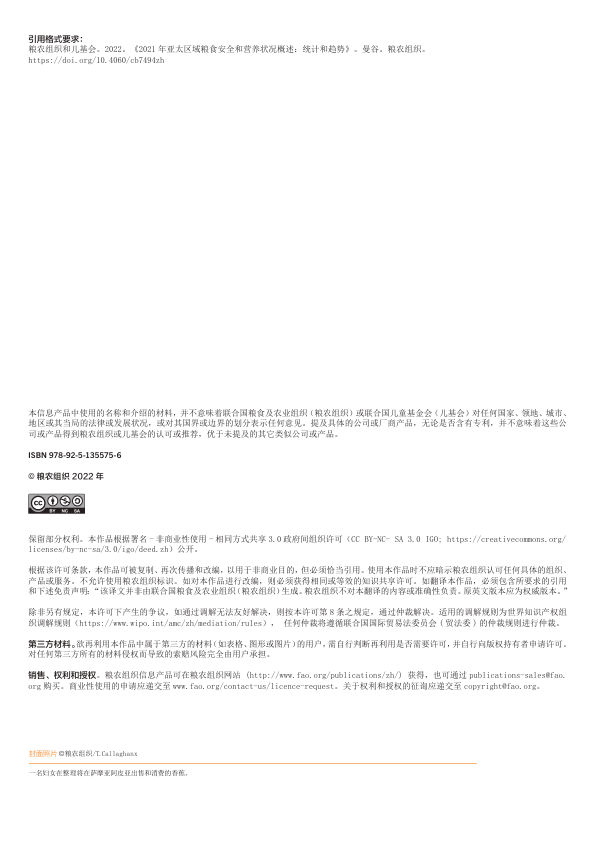 引用格式要求：
粮农组织和儿基会。2022。《2021 年亚太区域粮食安全和营养状况概述：统计和趋势》。曼谷。粮农组织。
https://doi.org/10.4060/cb7494zh
本信息产品中使用的名称和介绍的材料，并不意味着联合国粮食及农业组织（粮农组织）或联合国儿童基金会（儿基会）对任何国家、领地、城市、
地区或其当局的法律或发展状况，或对其国界或边界的划分表示任何意见。提及具体的公司或厂商产品，无论是否含有专利，并不意味着这些公
司或产品得到粮农组织或儿基会的认可或推荐，优于未提及的其它类似公司或产品。
ISBN 978-92-5-135575-6
© 粮农组织 2022 年
CC BY NC SA
保留部分权利。本作品根据署名 - 非商业性使用 - 相同方式共享 3.0 政府间组织许可（CC BY-NC- SA 3.0 IGO; https://creativecommons.org/
licenses/by-nc-sa/3.0/igo/deed.zh）公开。
根据该许可条款，本作品可被复制、再次传播和改编，以用于非商业目的，但必须恰当引用。使用本作品时不应暗示粮农组织认可任何具体的组织、
产品或服务。不允许使用粮农组织标识。如对本作品进行改编，则必须获得相同或等效的知识共享许可。如翻译本作品，必须包含所要求的引用
和下述免责声明：“该译文并非由联合国粮食及农业组织（粮农组织）生成。粮农组织不对本翻译的内容或准确性负责。原英文版本应为权威版本。”
除非另有规定，本许可下产生的争议，如通过调解无法友好解决，则按本许可第 8 条之规定，通过仲裁解决。适用的调解规则为世界知识产权组
织调解规则（https://www.wipo.int/amc/zh/mediation/rules）， 任何仲裁将遵循联合国国际贸易法委员会（贸法委）的仲裁规则进行仲裁。
第三方材料。欲再利用本作品中属于第三方的材料（如表格、图形或图片）的用户，需自行判断再利用是否需要许可，并自行向版权持有者申请许可。
对任何第三方所有的材料侵权而导致的索赔风险完全由用户承担。
销售、权利和授权。粮农组织信息产品可在粮农组织网站 (http://www.fao.org/publications/zh/) 获得，也可通过 publications-sales@fao.
org 购买。商业性使用的申请应递交至 www.fao.org/contact-us/licence-request。关于权利和授权的征询应递交至 copyright@fao.org。
封面照片 ©粮农组织/T.Callaghanx
一名妇女在整理将在萨摩亚阿皮亚出售和消费的香蕉。